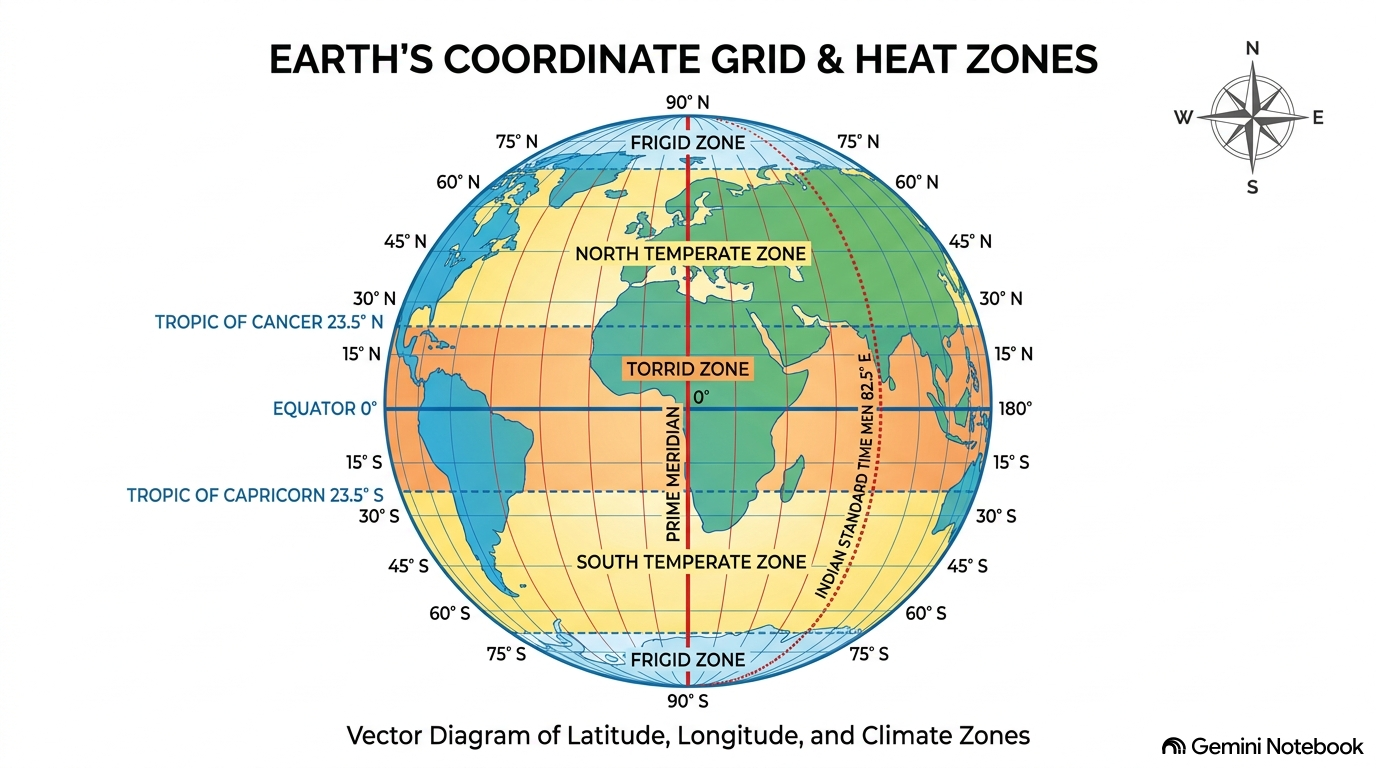 EARTH'S COORDINATE GRID & HEAT ZONES
N
W
E
S
90° N
FRIGID ZONE
75° N
75° N
60° N
60° N
NORTH TEMPERATE ZONE
45° N
45° N
30° N
30° N
TROPIC OF CANCER 23.5° N
15° N
15° N
TORRID ZONE
0°
EQUATOR 0°
180°
PRIME MERIDIAN
INDIAN STANDARD TIME MEN 82.5° E
15° S
15° S
TROPIC OF CAPRICORN 23.5° S
30° S
30° S
SOUTH TEMPERATE ZONE
45° S
45° S
60° S
60° S
75° S
75° S
FRIGID ZONE
90° S
Vector Diagram of Latitude, Longitude, and Climate Zones
Gemini Notebook